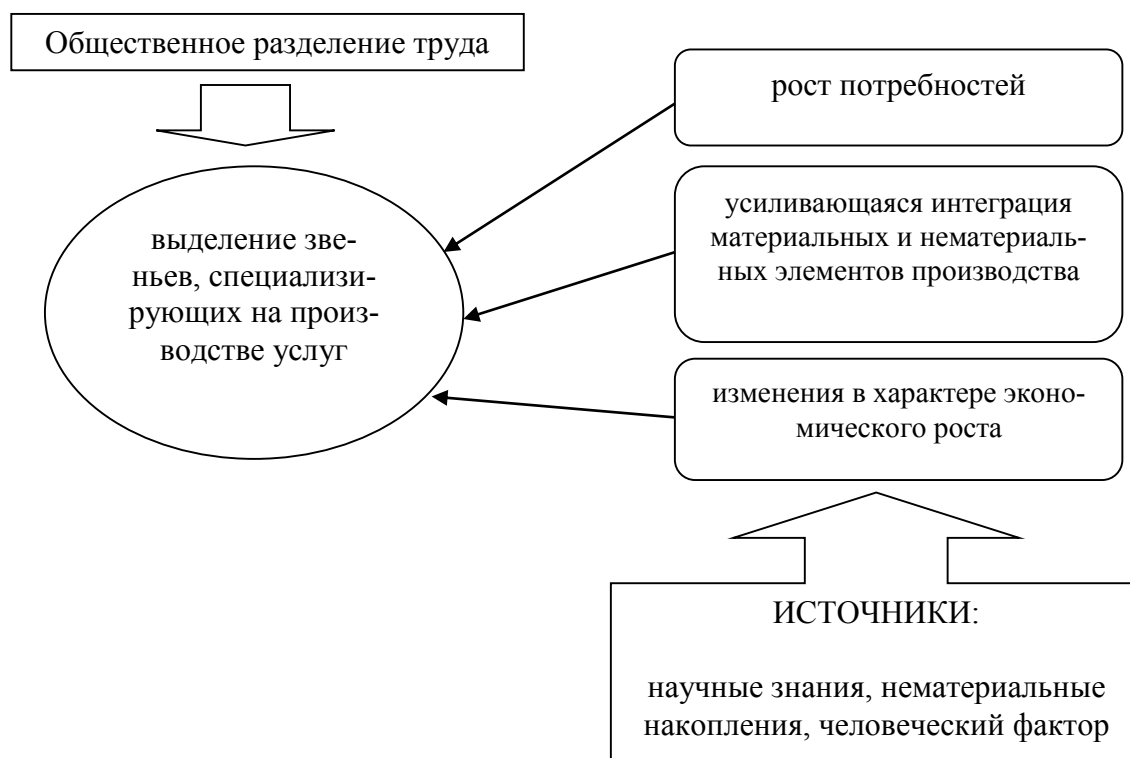 Общественное разделение труда
рост потребностей
выделение зве-
ньев, специализи-
рующих на произ-
водстве услуг
усиливающаяся интеграция
материальных и нематериаль-
ных элементов производства
изменения в характере эконо-
мического роста
ИСТОЧНИКИ:
научные знания, нематериальные
накопления, человеческий фактор